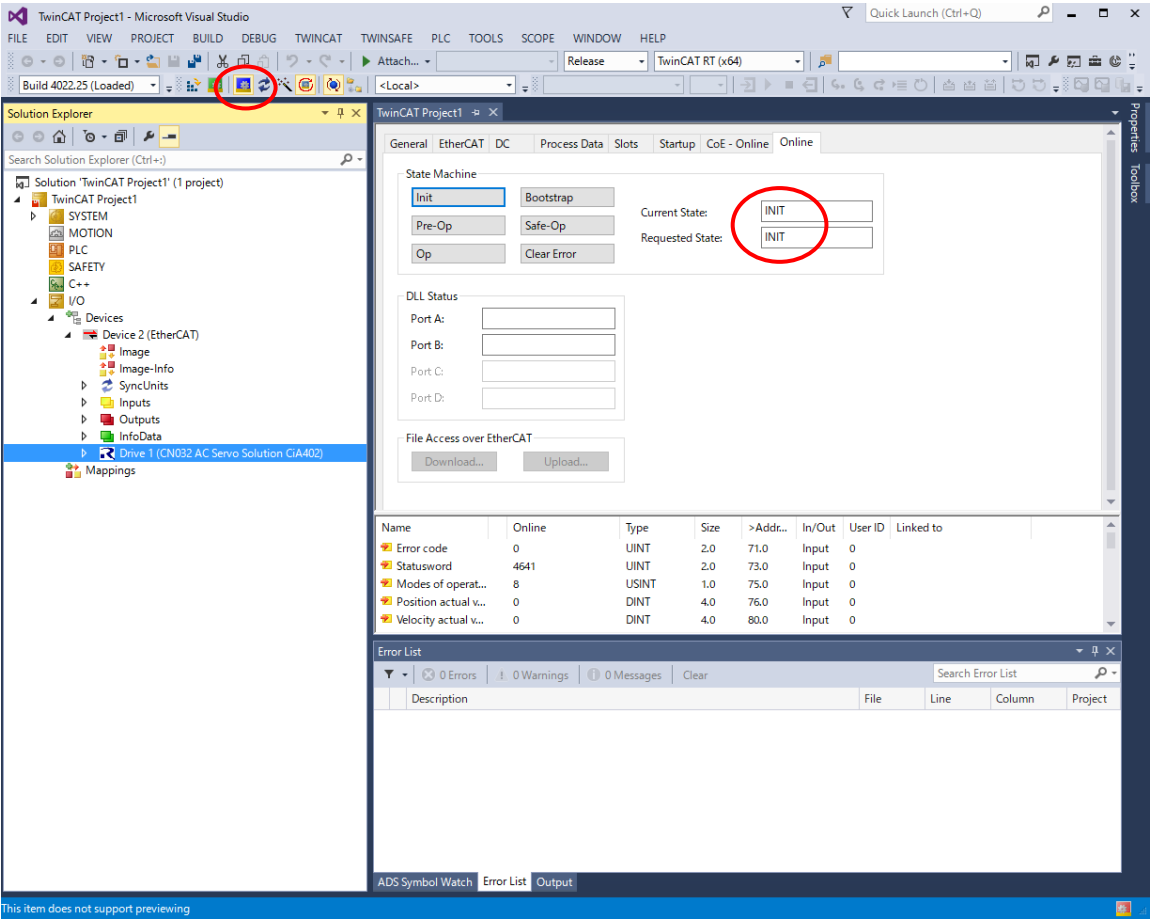 TwinCAT Project1 - Microsoft Visual Studio
Quick Launch (Ctrl+Q)
FILE EDIT VIEW PROJECT BUILD DEBUG TWINCAT TWINSAFE PLC TOOLS SCOPE WINDOW HELP
Attach... Release TwinCAT RT (x64)
Build 4022.25 (Loaded) <Local>
Solution Explorer
Search Solution Explorer (Ctrl+:)
Solution 'TwinCAT Project1' (1 project)
TwinCAT Project1
SYSTEM
MOTION
PLC
SAFETY
C++
I/O
Devices
Device 2 (EtherCAT)
Image
Image-Info
SyncUnits
Inputs
Outputs
InfoData
Drive 1 (CN032 AC Servo Solution CiA402)
Mappings
TwinCAT Project1
General EtherCAT DC Process Data Slots Startup CoE - Online Online
State Machine
Init Bootstrap
Pre-Op Safe-Op
Op Clear Error
Current State: INIT
Requested State: INIT
DLL Status
Port A:
Port B:
Port C:
Port D:
File Access over EtherCAT
Download... Upload...
Name Online Type Size >Addr... In/Out User ID Linked to
Error code 0 UINT 2.0 71.0 Input 0
Statusword 4641 UINT 2.0 73.0 Input 0
Modes of operat... 8 USINT 1.0 75.0 Input 0
Position actual v... 0 DINT 4.0 76.0 Input 0
Velocity actual v... 0 DINT 4.0 80.0 Input 0
Error List
0 Errors 0 Warnings 0 Messages Clear
Search Error List
Description File Line Column Project
ADS Symbol Watch Error List Output
This item does not support previewing
Properties
Toolbox